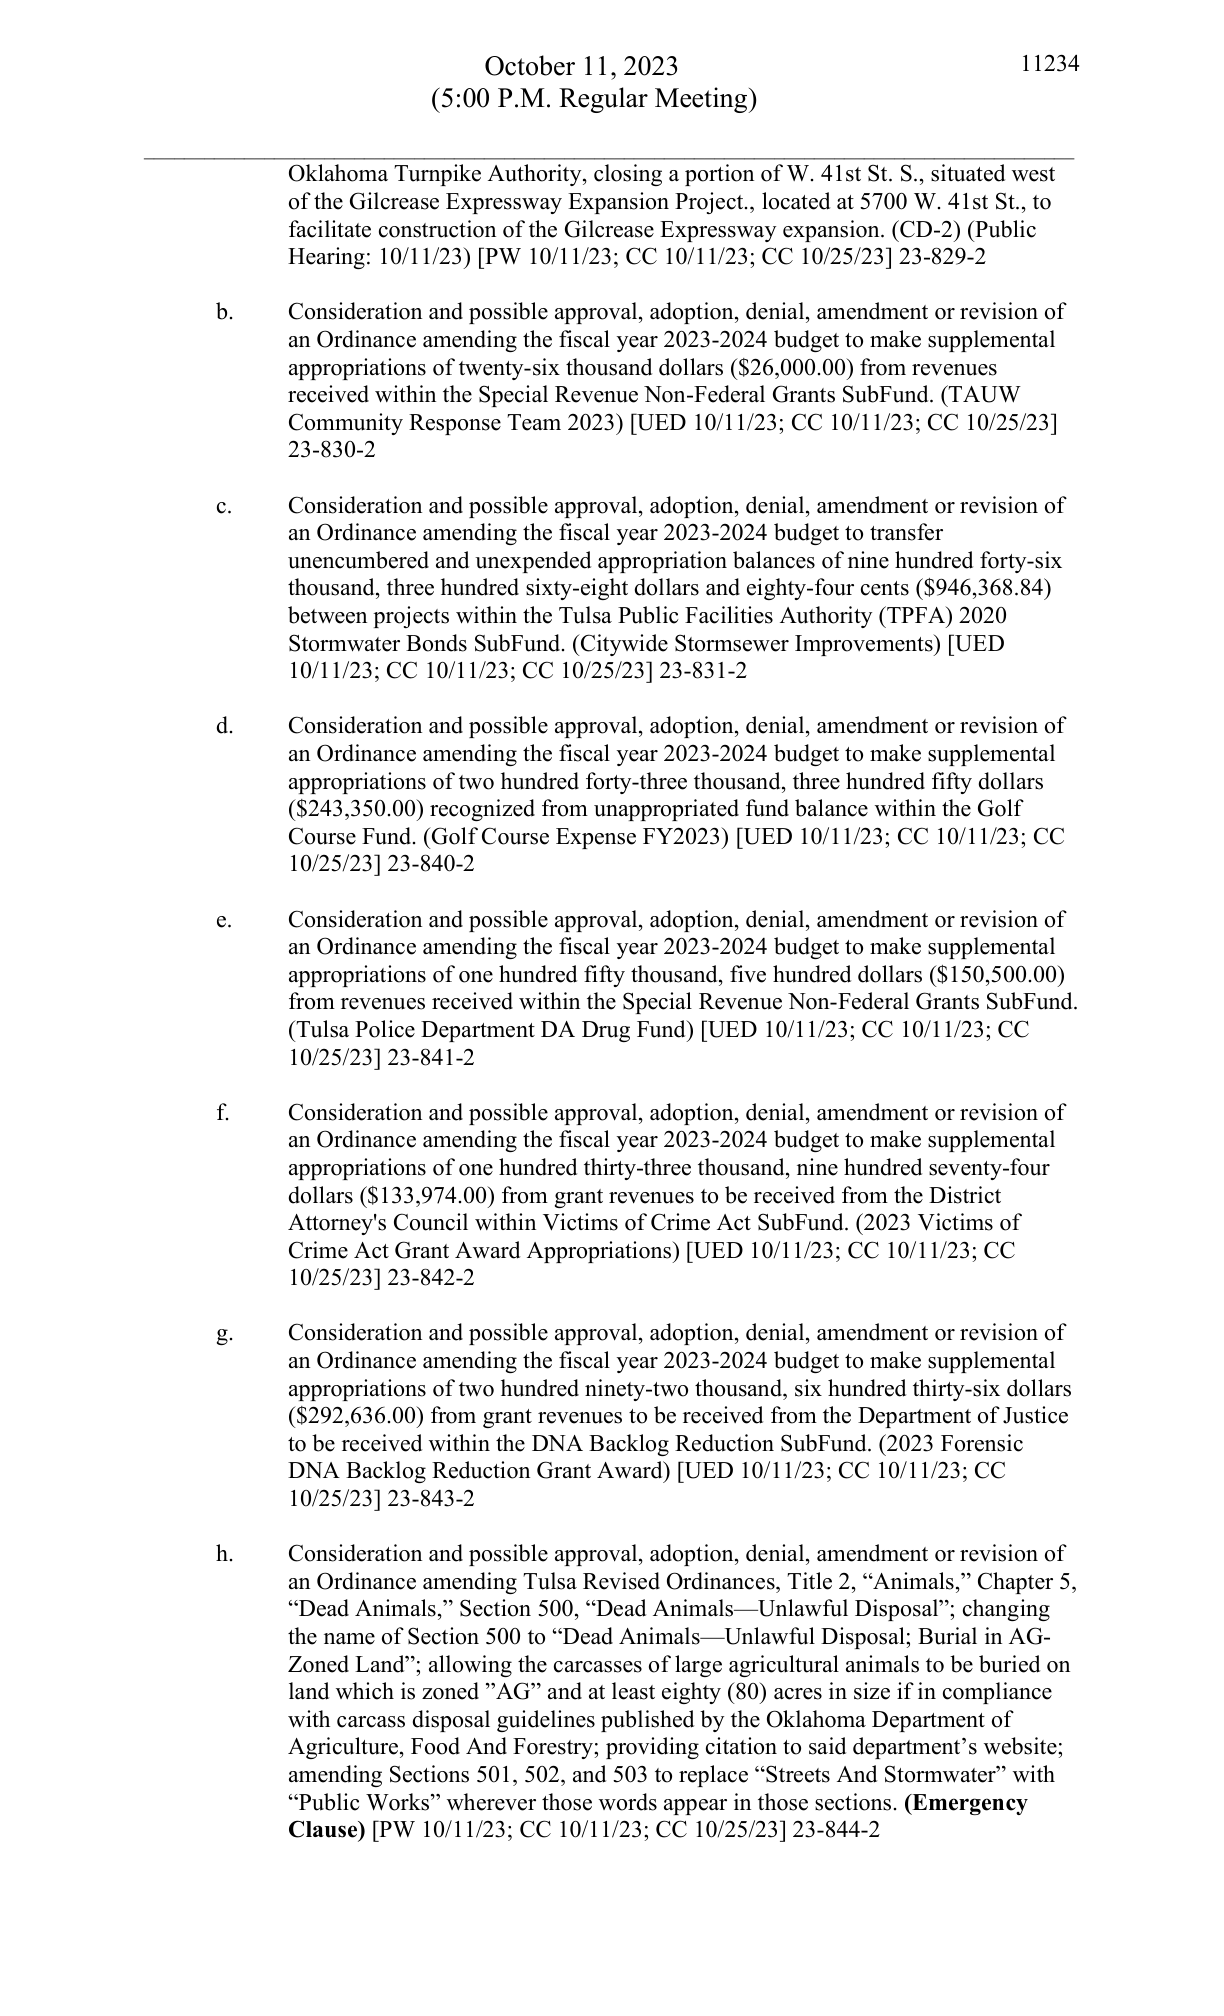 October 11, 2023
11234
(5:00 P.M. Regular Meeting)
Oklahoma Turnpike Authority, closing a portion of W. 41st St. S., situated west
of the Gilcrease Expressway Expansion Project., located at 5700 W. 41st St., to
facilitate construction of the Gilcrease Expressway expansion. (CD-2) (Public
Hearing: 10/11/23) [PW 10/11/23; CC 10/11/23; CC 10/25/23] 23-829-2
b. Consideration and possible approval, adoption, denial, amendment or revision of
an Ordinance amending the fiscal year 2023-2024 budget to make supplemental
appropriations of twenty-six thousand dollars ($26,000.00) from revenues
received within the Special Revenue Non-Federal Grants SubFund. (TAUW
Community Response Team 2023) [UED 10/11/23; CC 10/11/23; CC 10/25/23]
23-830-2
c. Consideration and possible approval, adoption, denial, amendment or revision of
an Ordinance amending the fiscal year 2023-2024 budget to transfer
unencumbered and unexpended appropriation balances of nine hundred forty-six
thousand, three hundred sixty-eight dollars and eighty-four cents ($946,368.84)
between projects within the Tulsa Public Facilities Authority (TPFA) 2020
Stormwater Bonds SubFund. (Citywide Stormsewer Improvements) [UED
10/11/23; CC 10/11/23; CC 10/25/23] 23-831-2
d. Consideration and possible approval, adoption, denial, amendment or revision of
an Ordinance amending the fiscal year 2023-2024 budget to make supplemental
appropriations of two hundred forty-three thousand, three hundred fifty dollars
($243,350.00) recognized from unappropriated fund balance within the Golf
Course Fund. (Golf Course Expense FY2023) [UED 10/11/23; CC 10/11/23; CC
10/25/23] 23-840-2
e. Consideration and possible approval, adoption, denial, amendment or revision of
an Ordinance amending the fiscal year 2023-2024 budget to make supplemental
appropriations of one hundred fifty thousand, five hundred dollars ($150,500.00)
from revenues received within the Special Revenue Non-Federal Grants SubFund.
(Tulsa Police Department DA Drug Fund) [UED 10/11/23; CC 10/11/23; CC
10/25/23] 23-841-2
f. Consideration and possible approval, adoption, denial, amendment or revision of
an Ordinance amending the fiscal year 2023-2024 budget to make supplemental
appropriations of one hundred thirty-three thousand, nine hundred seventy-four
dollars ($133,974.00) from grant revenues to be received from the District
Attorney's Council within Victims of Crime Act SubFund. (2023 Victims of
Crime Act Grant Award Appropriations) [UED 10/11/23; CC 10/11/23; CC
10/25/23] 23-842-2
g. Consideration and possible approval, adoption, denial, amendment or revision of
an Ordinance amending the fiscal year 2023-2024 budget to make supplemental
appropriations of two hundred ninety-two thousand, six hundred thirty-six dollars
($292,636.00) from grant revenues to be received from the Department of Justice
to be received within the DNA Backlog Reduction SubFund. (2023 Forensic
DNA Backlog Reduction Grant Award) [UED 10/11/23; CC 10/11/23; CC
10/25/23] 23-843-2
h. Consideration and possible approval, adoption, denial, amendment or revision of
an Ordinance amending Tulsa Revised Ordinances, Title 2, “Animals,” Chapter 5,
“Dead Animals,” Section 500, “Dead Animals—Unlawful Disposal”; changing
the name of Section 500 to “Dead Animals—Unlawful Disposal; Burial in AG-
Zoned Land”; allowing the carcasses of large agricultural animals to be buried on
land which is zoned ”AG” and at least eighty (80) acres in size if in compliance
with carcass disposal guidelines published by the Oklahoma Department of
Agriculture, Food And Forestry; providing citation to said department’s website;
amending Sections 501, 502, and 503 to replace “Streets And Stormwater” with
“Public Works” wherever those words appear in those sections. (Emergency
Clause) [PW 10/11/23; CC 10/11/23; CC 10/25/23] 23-844-2